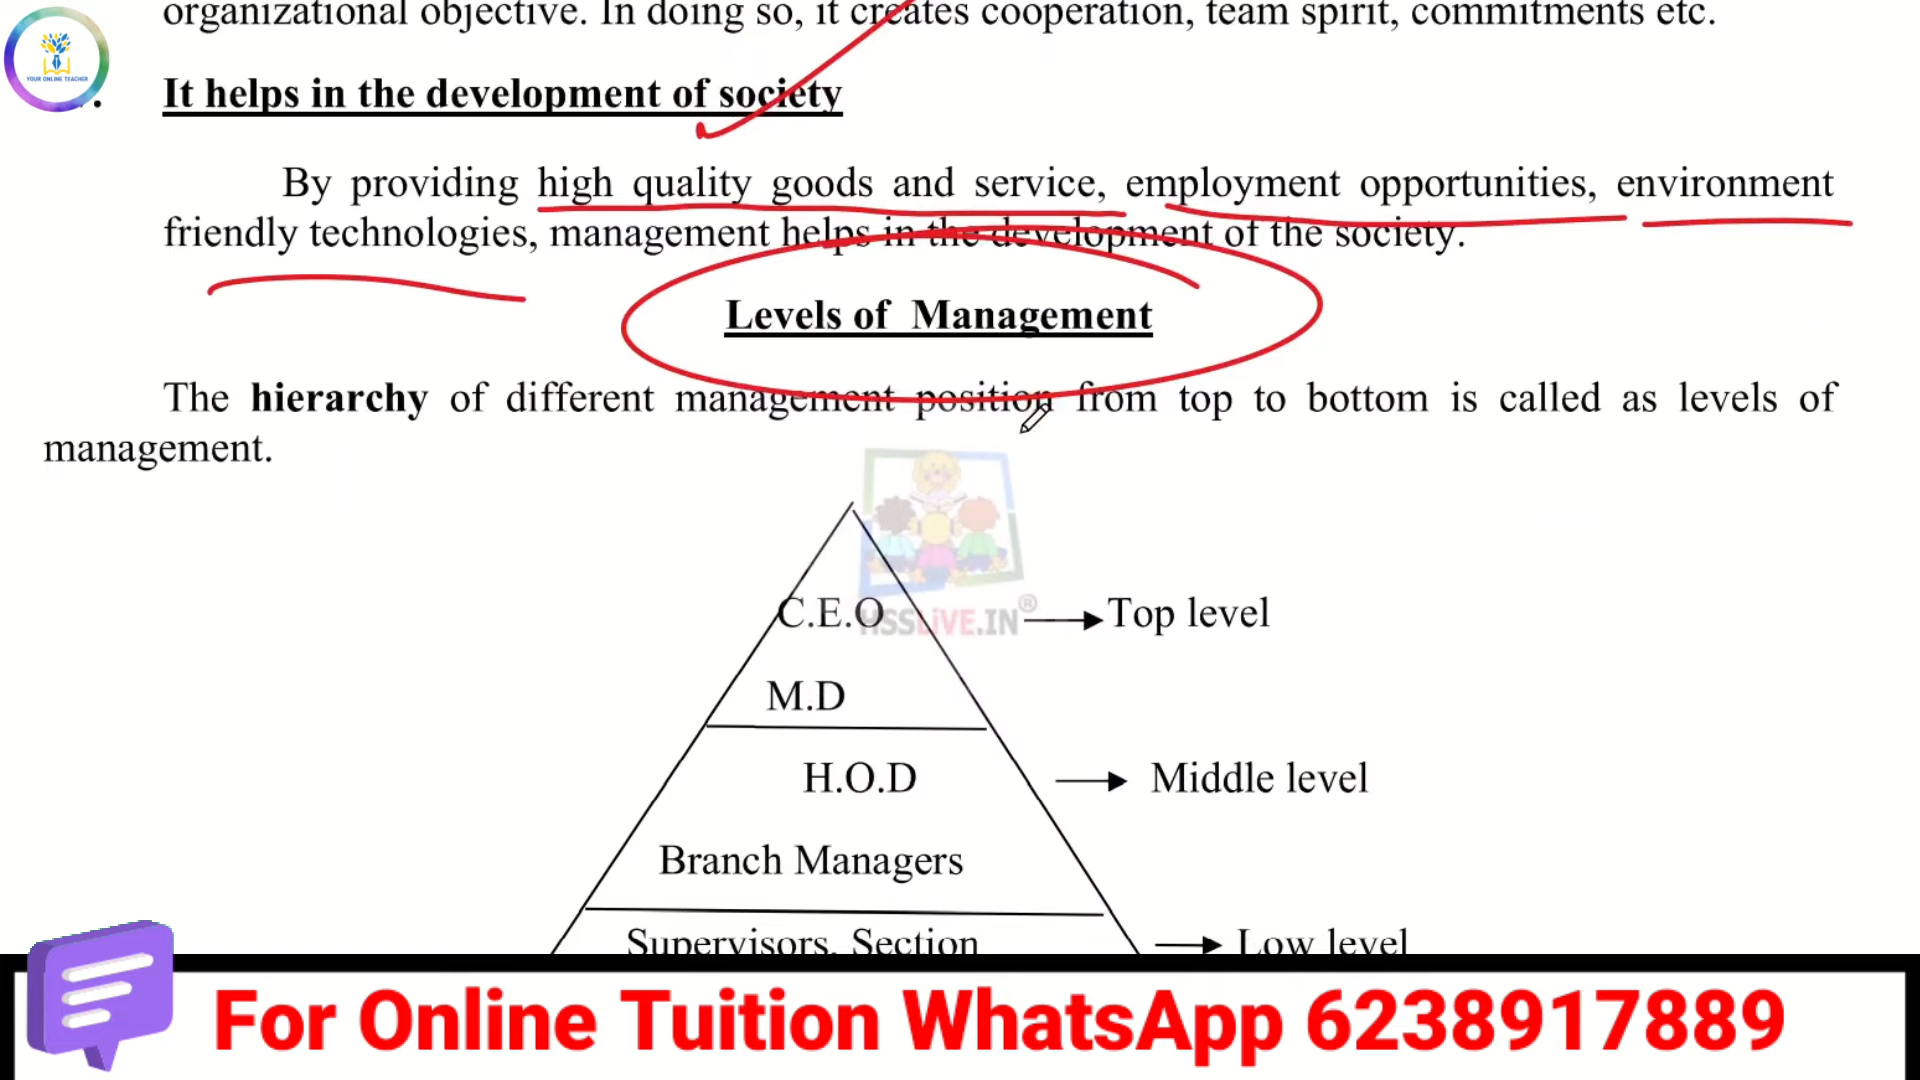 organizational objective. In doing so, it creates cooperation, team spirit, commitments etc.
YOUR ONLINE TEACHER
It helps in the development of society
By providing high quality goods and service, employment opportunities, environment
friendly technologies, management helps in the development of the society.
Levels of Management
The hierarchy of different management position from top to bottom is called as levels of
management.
C.E.O
HSSLiVE.IN®
Top level
M.D
H.O.D
Middle level
Branch Managers
Supervisors, Section
Low level
For Online Tuition WhatsApp 6238917889